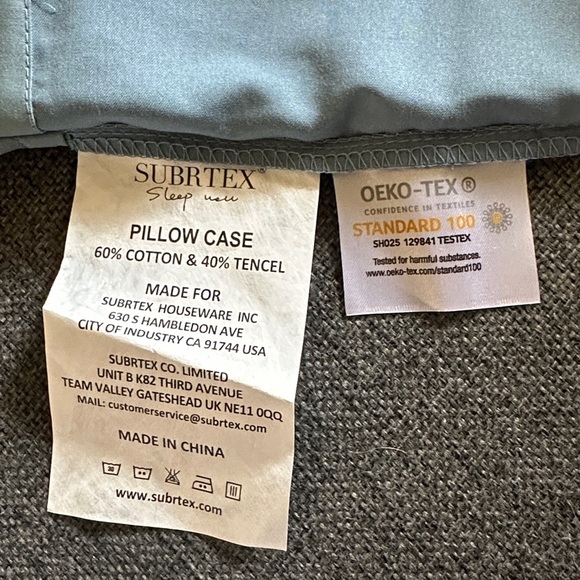 SUBRTEX®
Sleep well
PILLOW CASE
60% COTTON & 40% TENCEL
MADE FOR
SUBRTEX HOUSEWARE INC
630 S HAMBLEDON AVE
CITY OF INDUSTRY CA 91744 USA
SUBRTEX CO. LIMITED
UNIT B K82 THIRD AVENUE
TEAM VALLEY GATESHEAD UK NE11 0QQ
MAIL: customerservice@subrtex.com
MADE IN CHINA
30
www.subrtex.com
OEKO-TEX®
CONFIDENCE IN TEXTILES
STANDARD 100
SH025 129841 TESTEX
Tested for harmful substances.
www.oeko-tex.com/standard100